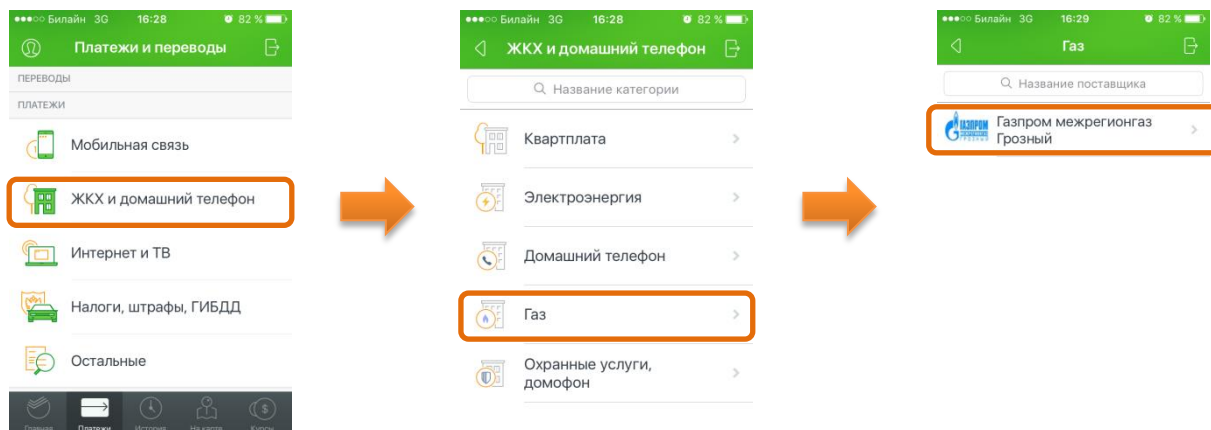 Билайн 3G 16:28 82 %
Платежи и переводы
ПЕРЕВОДЫ
ПЛАТЕЖИ
Мобильная связь
ЖКХ и домашний телефон
Интернет и ТВ
Налоги, штрафы, ГИБДД
Остальные
Главная Платежи История На карте Курсы
Билайн 3G 16:28 82 %
ЖКХ и домашний телефон
Название категории
Квартплата
Электроэнергия
Домашний телефон
Газ
Охранные услуги,
домофон
Билайн 3G 16:29 82 %
Газ
Название поставщика
ГАЗПРОМ
ГРОЗНЫЙ
Газпром межрегионгаз
Грозный